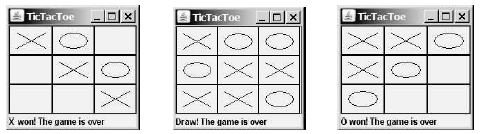 TicTacToe
X won! The game is over
TicTacToe
Draw! The game is over
TicTacToe
O won! The game is over